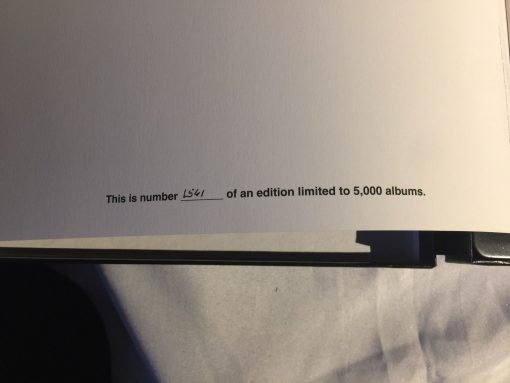 This is number 1541 of an edition limited to 5,000 albums.